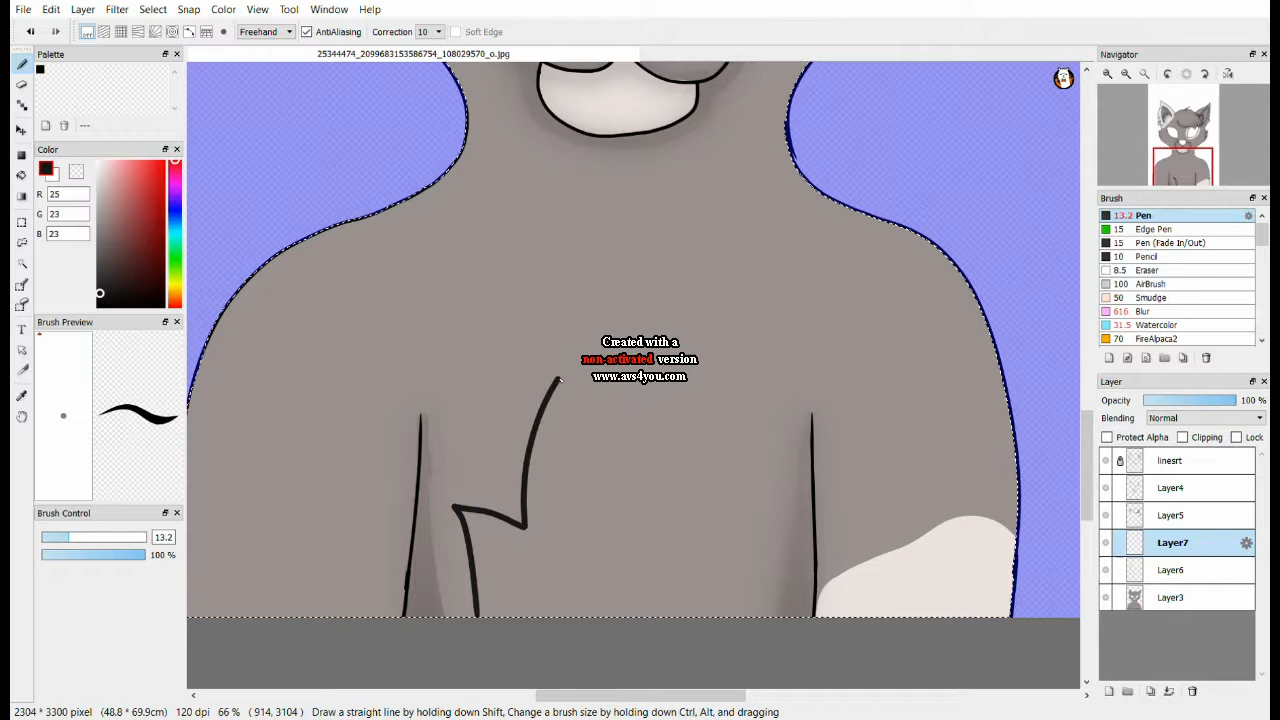 File Edit Layer Filter Select Snap Color View Tool Window Help
off Freehand AntiAliasing Correction 10 Soft Edge
25344474_2099683153586754_108029570_o.jpg
Palette
---
Color
R 25
G 23
B 23
Brush Preview
Brush Control
13.2
100 %
Created with a
non-activated version
www.avs4you.com
Navigator
Brush
13.2 Pen
15 Edge Pen
15 Pen (Fade In/Out)
10 Pencil
8.5 Eraser
100 AirBrush
50 Smudge
616 Blur
31.5 Watercolor
70 FireAlpaca2
Layer
Opacity 100 %
Blending Normal
Protect Alpha Clipping Lock
linesrt
Layer4
Layer5
Layer7
Layer6
Layer3
2304 * 3300 pixel (48.8 * 69.9cm) 120 dpi 66 % ( 914, 3104 ) Draw a straight line by holding down Shift, Change a brush size by holding down Ctrl, Alt, and dragging